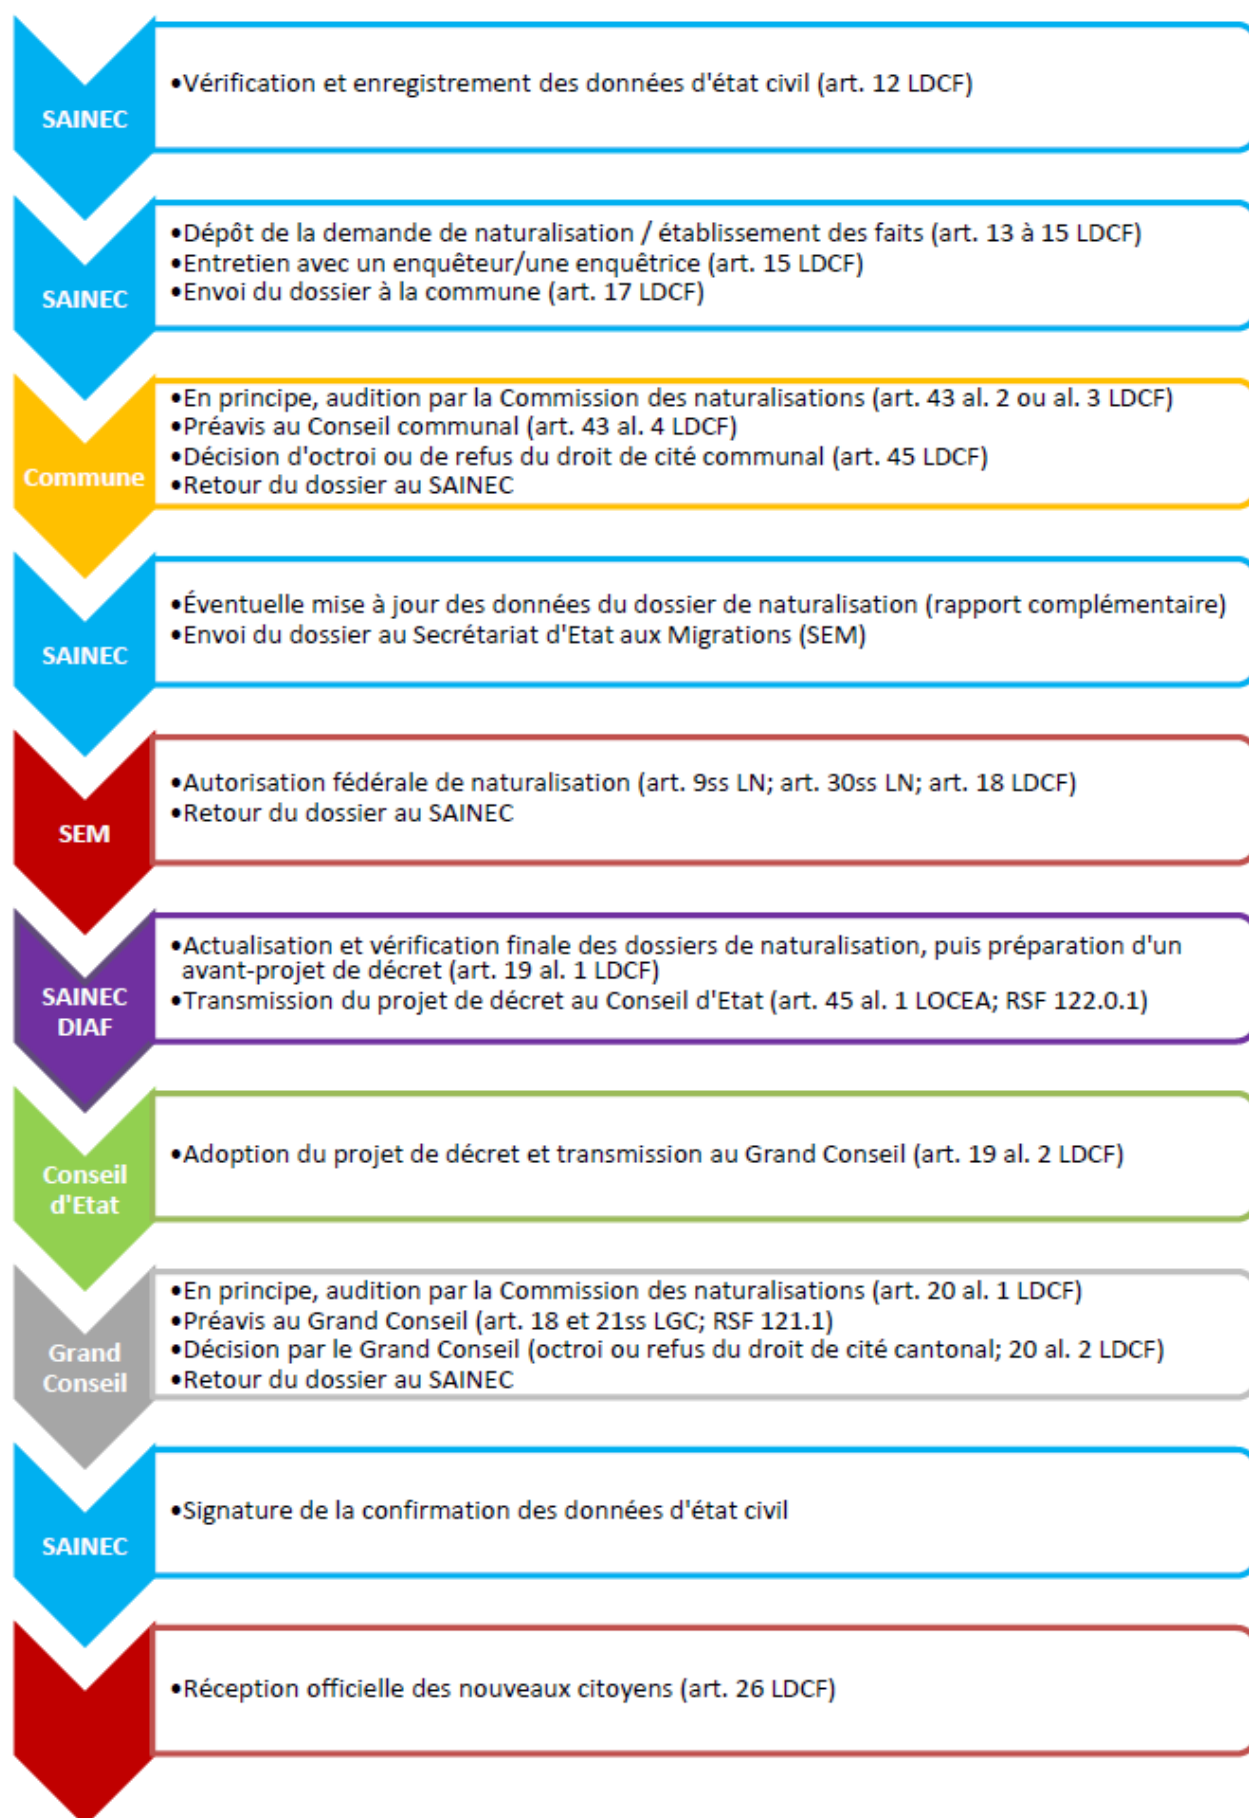 SAINEC
•Vérification et enregistrement des données d'état civil (art. 12 LDCF)
SAINEC
•Dépôt de la demande de naturalisation / établissement des faits (art. 13 à 15 LDCF)
•Entretien avec un enquêteur/une enquêtrice (art. 15 LDCF)
•Envoi du dossier à la commune (art. 17 LDCF)
Commune
•En principe, audition par la Commission des naturalisations (art. 43 al. 2 ou al. 3 LDCF)
•Préavis au Conseil communal (art. 43 al. 4 LDCF)
•Décision d'octroi ou de refus du droit de cité communal (art. 45 LDCF)
•Retour du dossier au SAINEC
SAINEC
•Éventuelle mise à jour des données du dossier de naturalisation (rapport complémentaire)
•Envoi du dossier au Secrétariat d'Etat aux Migrations (SEM)
SEM
•Autorisation fédérale de naturalisation (art. 9ss LN; art. 30ss LN; art. 18 LDCF)
•Retour du dossier au SAINEC
SAINEC
DIAF
•Actualisation et vérification finale des dossiers de naturalisation, puis préparation d'un
avant-projet de décret (art. 19 al. 1 LDCF)
•Transmission du projet de décret au Conseil d'Etat (art. 45 al. 1 LOCEA; RSF 122.0.1)
Conseil
d'Etat
•Adoption du projet de décret et transmission au Grand Conseil (art. 19 al. 2 LDCF)
Grand
Conseil
•En principe, audition par la Commission des naturalisations (art. 20 al. 1 LDCF)
•Préavis au Grand Conseil (art. 18 et 21ss LGC; RSF 121.1)
•Décision par le Grand Conseil (octroi ou refus du droit de cité cantonal; 20 al. 2 LDCF)
•Retour du dossier au SAINEC
SAINEC
•Signature de la confirmation des données d'état civil
•Réception officielle des nouveaux citoyens (art. 26 LDCF)